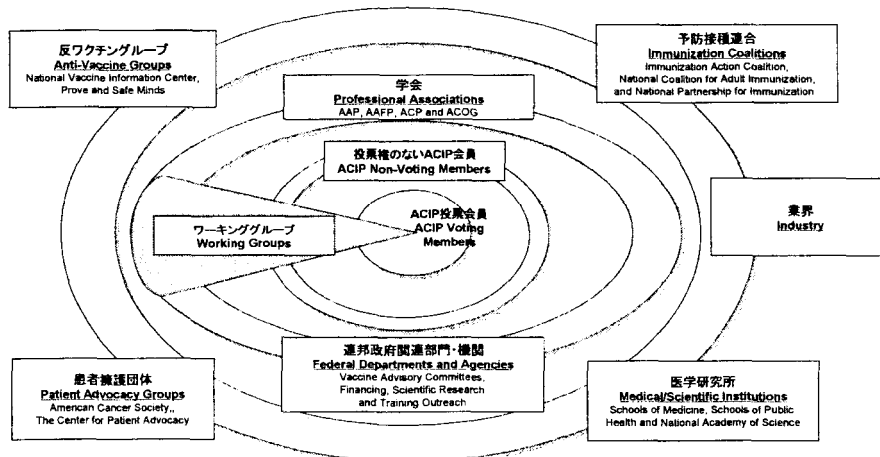 反ワクチングループ
Anti-Vaccine Groups
National Vaccine Information Center,
Prove and Safe Minds
予防接種連合
Immunization Coalitions
Immunization Action Coalition,
National Coalition for Adult Immunization,
and National Partnership for Immunization
学会
Professional Associations
AAP, AAFP, ACP and ACOG
投票権のないACIP会員
ACIP Non-Voting Members
ACIP投票会員
ACIP Voting
Members
ワーキンググループ
Working Groups
業界
Industry
連邦政府関連部門・機関
Federal Departments and Agencies
Vaccine Advisory Committees,
Financing, Scientific Research
and Training Outreach
患者擁護団体
Patient Advocacy Groups
American Cancer Society,,
The Center for Patient Advocacy
医学研究所
Medical/Scientific Institutions
Schools of Medicine, Schools of Public
Health and National Academy of Science